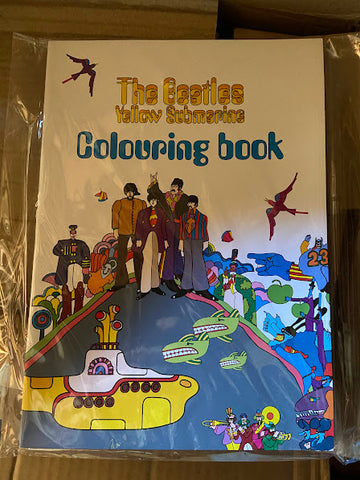 The Beatles
Yellow Submarine
Colouring book
23